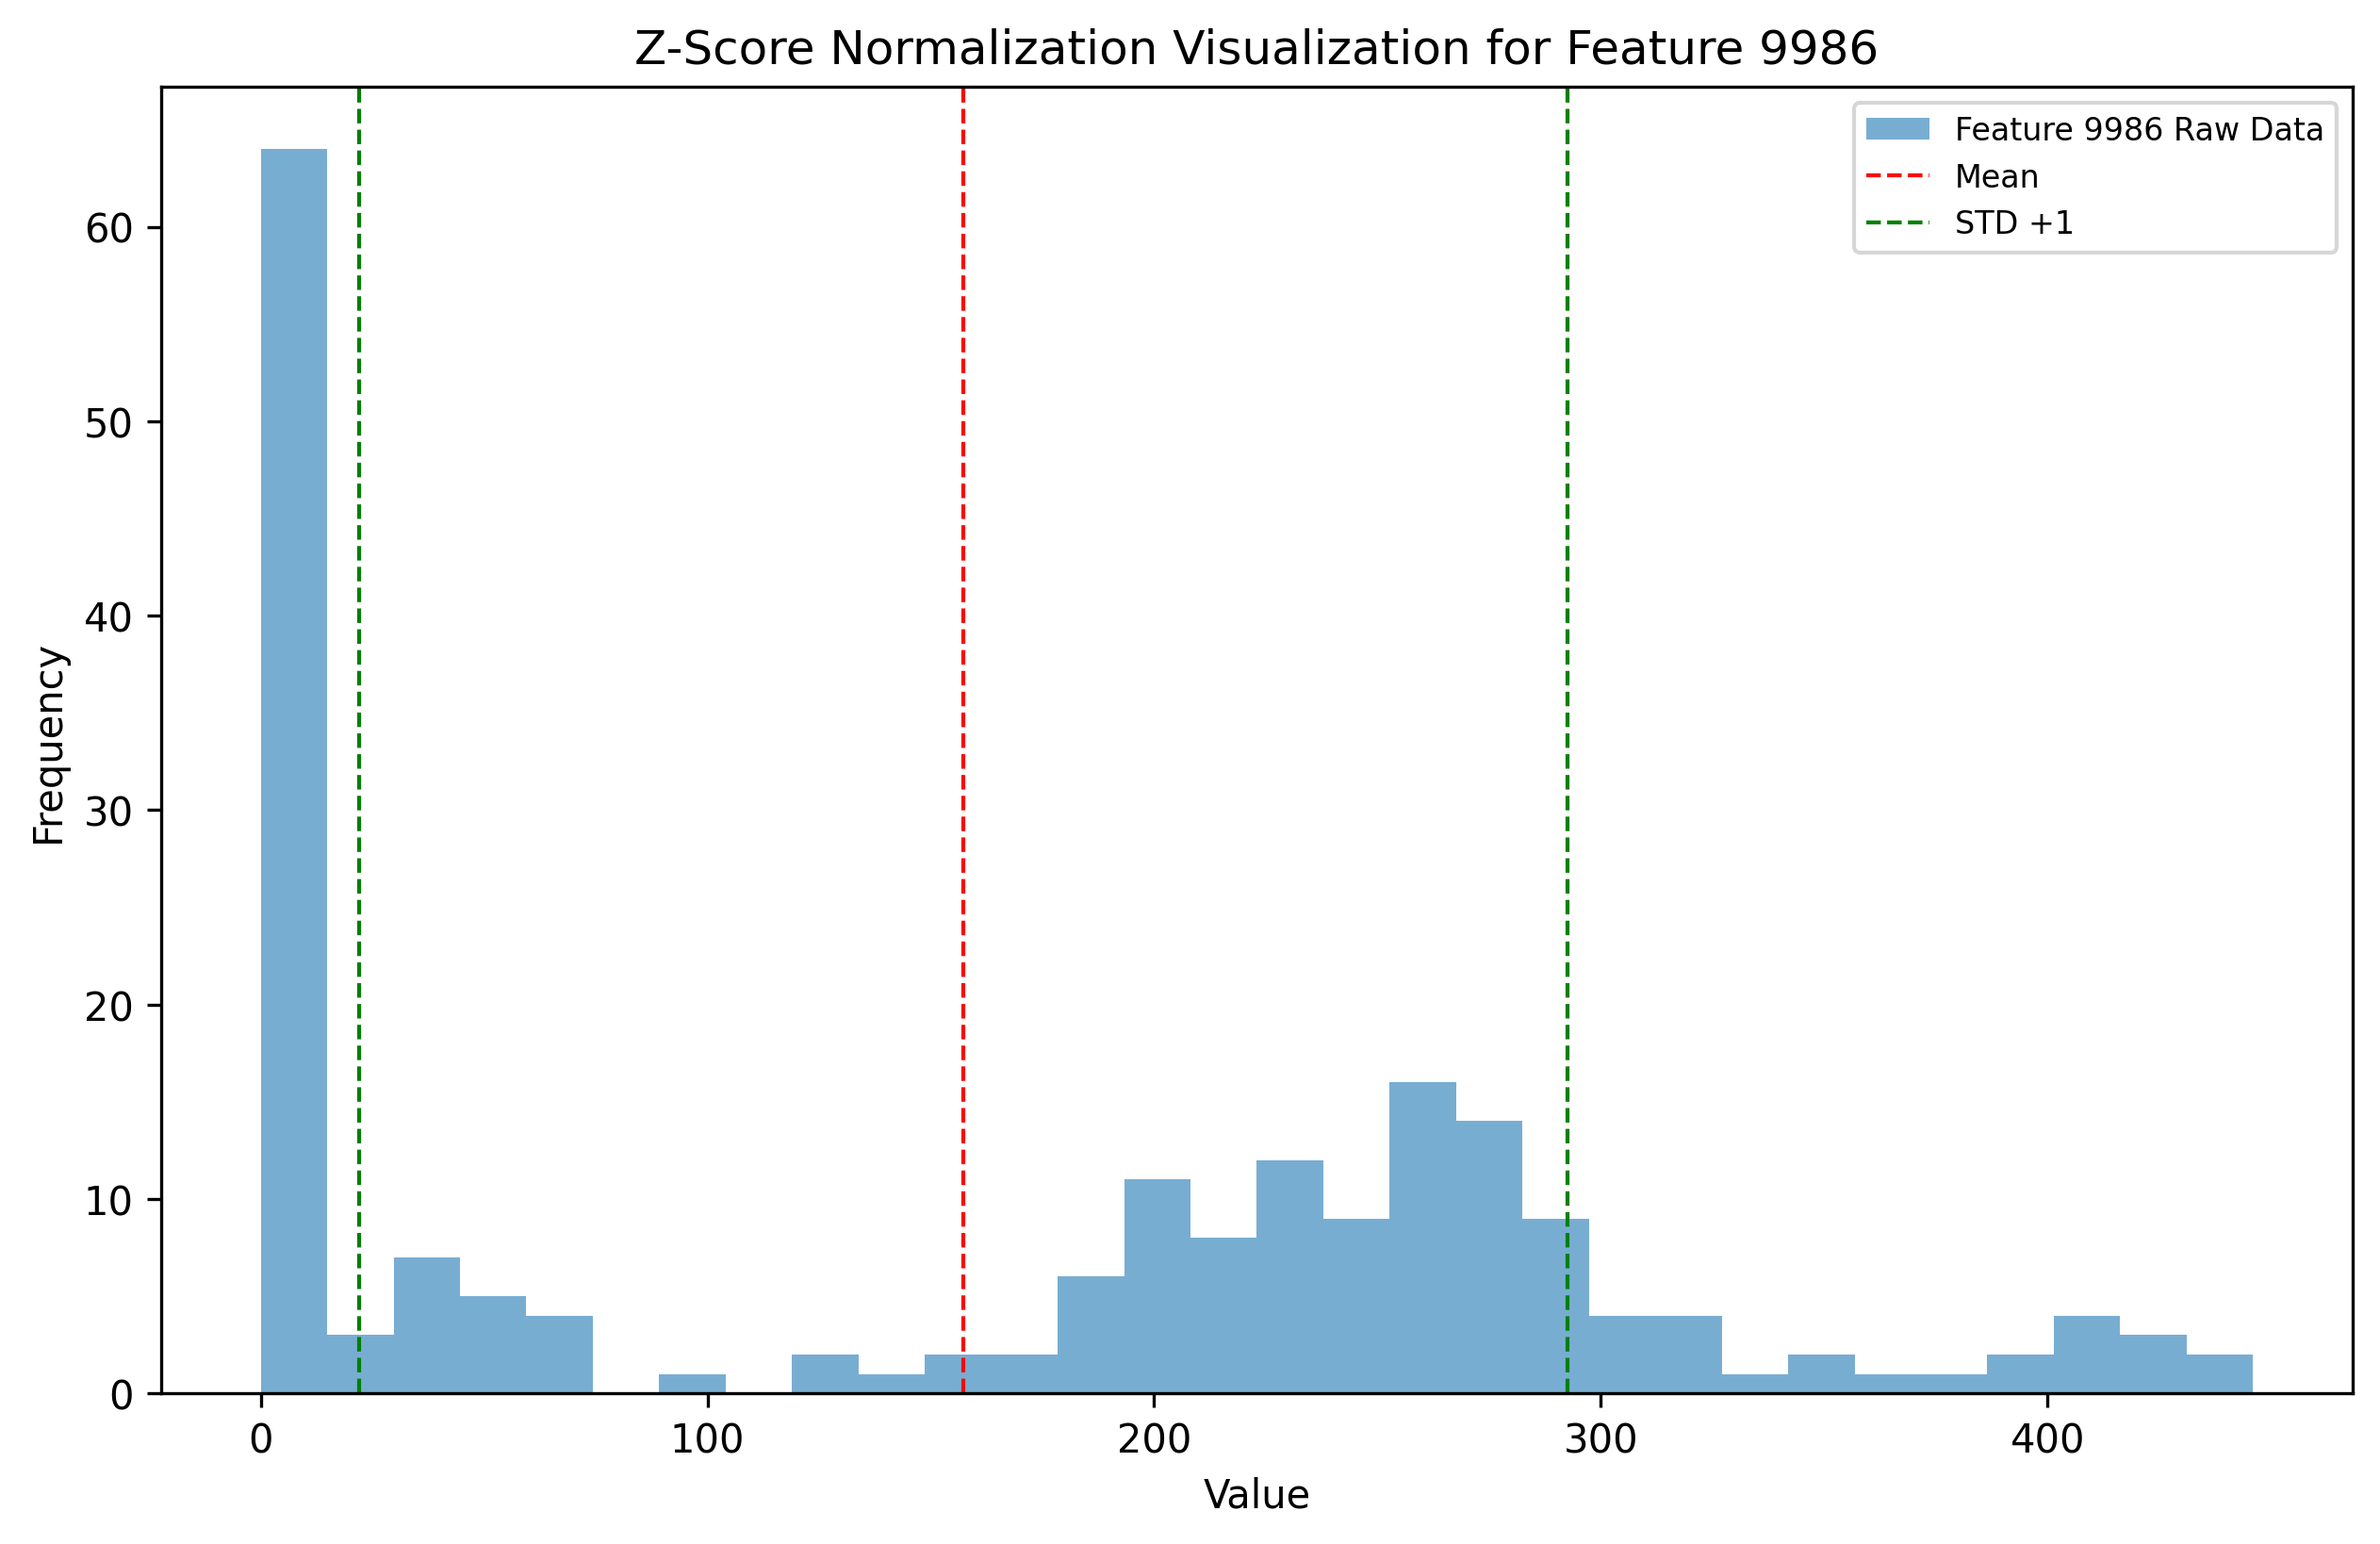 Z-Score Normalization Visualization for Feature 9986
Feature 9986 Raw Data
Mean
STD +1
Frequency
60
50
40
30
20
10
0
0 100 200 300 400
Value